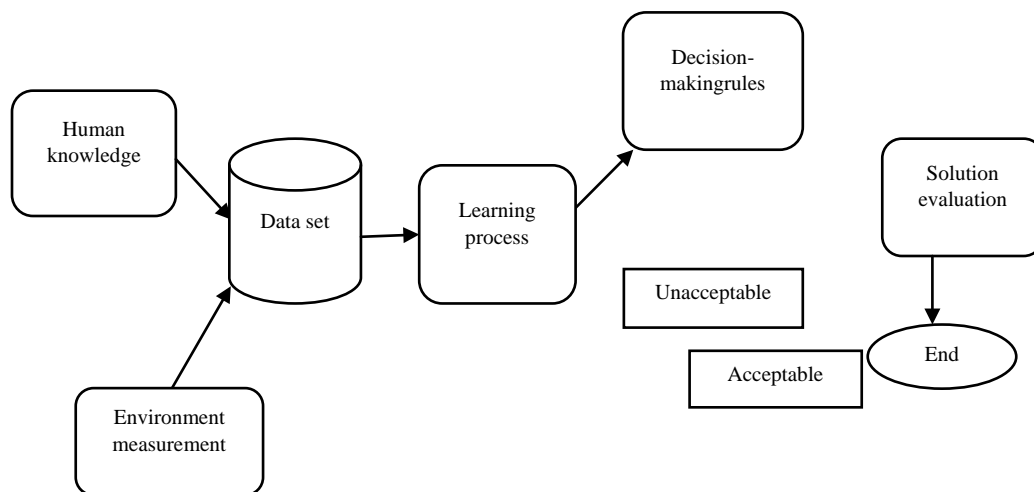 Decision-
makingrules
Human
knowledge
Solution
evaluation
Data set
Learning
process
Unacceptable
End
Acceptable
Environment
measurement